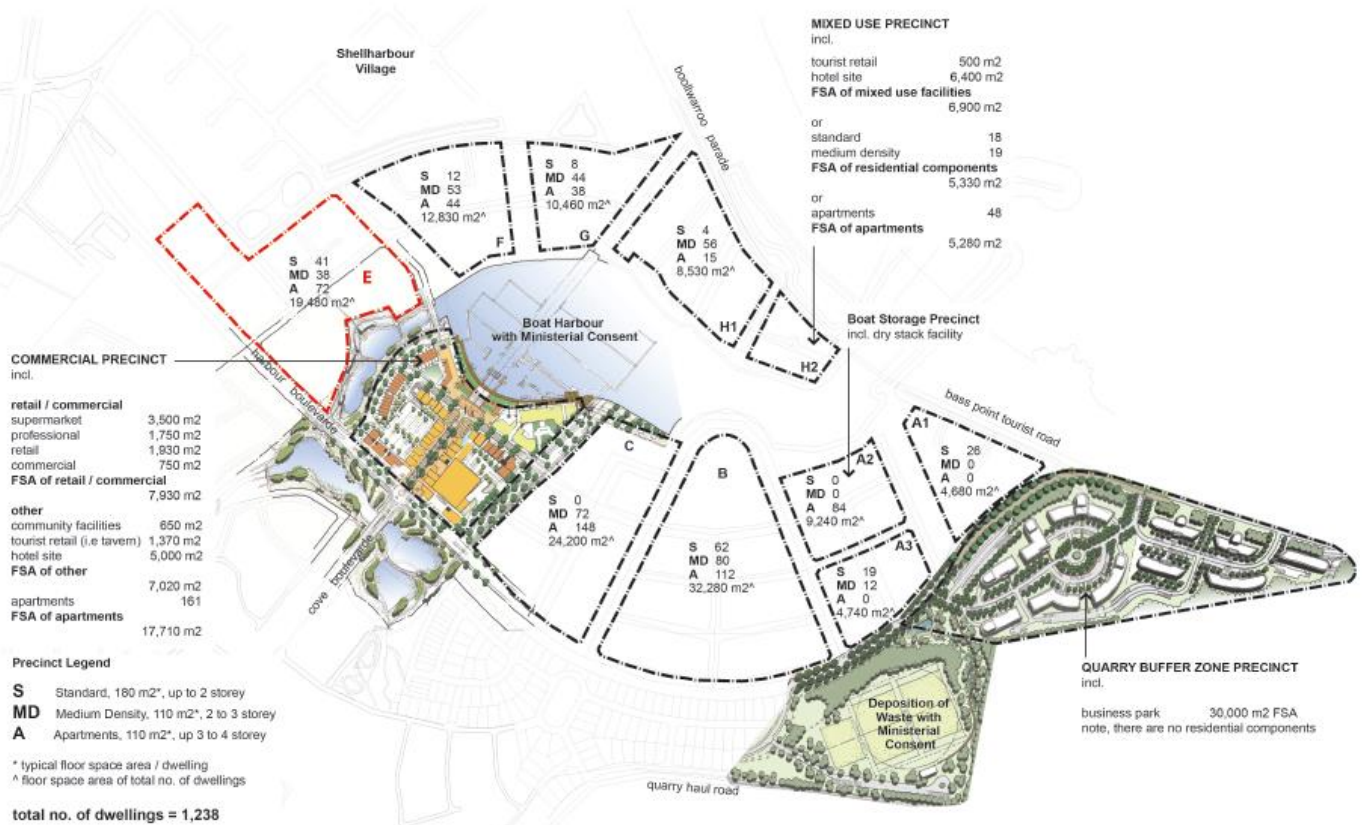 Shellharbour
Village
boollwarroo parade
MIXED USE PRECINCT
incl.
tourist retail 500 m2
hotel site 6,400 m2
FSA of mixed use facilities
6,900 m2
or
standard 18
medium density 19
FSA of residential components
5,330 m2
or
apartments 48
FSA of apartments
5,280 m2
S 12
MD 53
A 44
12,830 m2^
F
S 8
MD 44
A 38
10,460 m2^
G
S 4
MD 56
A 15
8,530 m2^
H1
H2
S 41
MD 38
A 72
19,480 m2^
E
Boat Harbour
with Ministerial Consent
Boat Storage Precinct
incl. dry stack facility
harbour boulevarde
cove boulevarde
bass point tourist road
COMMERCIAL PRECINCT
incl.
retail / commercial
supermarket 3,500 m2
professional 1,750 m2
retail 1,930 m2
commercial 750 m2
FSA of retail / commercial
7,930 m2
other
community facilities 650 m2
tourist retail (i.e tavern) 1,370 m2
hotel site 5,000 m2
FSA of other
7,020 m2
apartments 161
FSA of apartments
17,710 m2
C
S 0
MD 72
A 148
24,200 m2^
B
S 62
MD 80
A 112
32,280 m2^
A2
S 0
MD 0
A 84
9,240 m2^
A1
S 26
MD 0
A 0
4,680 m2^
A3
S 19
MD 12
A 0
4,740 m2^
Precinct Legend
S Standard, 180 m2*, up to 2 storey
MD Medium Density, 110 m2*, 2 to 3 storey
A Apartments, 110 m2*, up 3 to 4 storey
* typical floor space area / dwelling
^ floor space area of total no. of dwellings
total no. of dwellings = 1,238
Deposition of
Waste with
Ministerial
Consent
quarry haul road
QUARRY BUFFER ZONE PRECINCT
incl.
business park 30,000 m2 FSA
note, there are no residential components